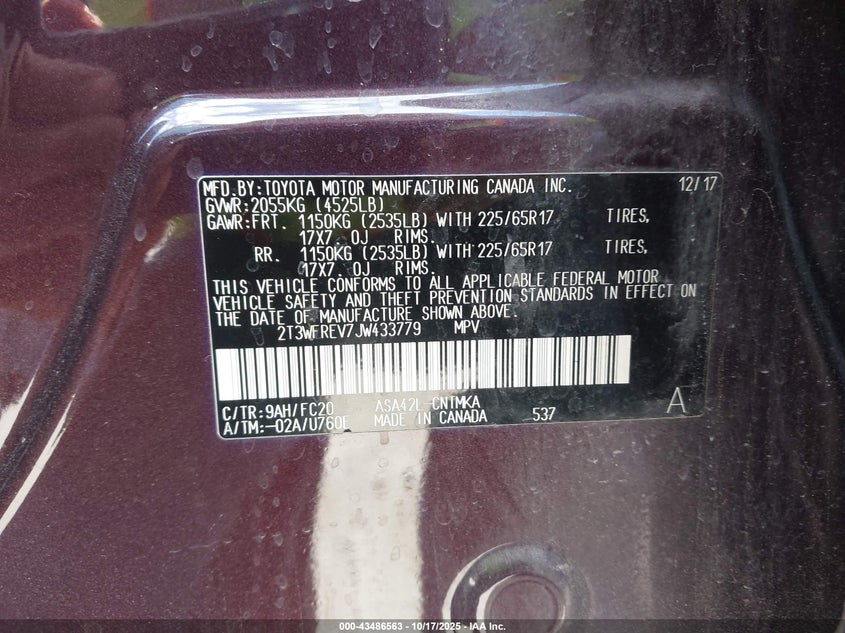 MFD.BY:TOYOTA MOTOR MANUFACTURING CANADA INC. 12/17
GVWR:2055KG (4525LB)
GAWR:FRT. 1150KG (2535LB) WITH 225/65R17 TIRES,
17X7.0J RIMS.
RR. 1150KG (2535LB) WITH 225/65R17 TIRES,
17X7.0J RIMS.
THIS VEHICLE CONFORMS TO ALL APPLICABLE FEDERAL MOTOR
VEHICLE SAFETY AND THEFT PREVENTION STANDARDS IN EFFECT ON
THE DATE OF MANUFACTURE SHOWN ABOVE.
2T3WFREV7JW433779 MPV
C/TR:9AH/FC20 ASA42L-CNTMKA
A/TM:-02A/U760E MADE IN CANADA 537 A
000-43486563 - 10/17/2025 - IAA Inc.